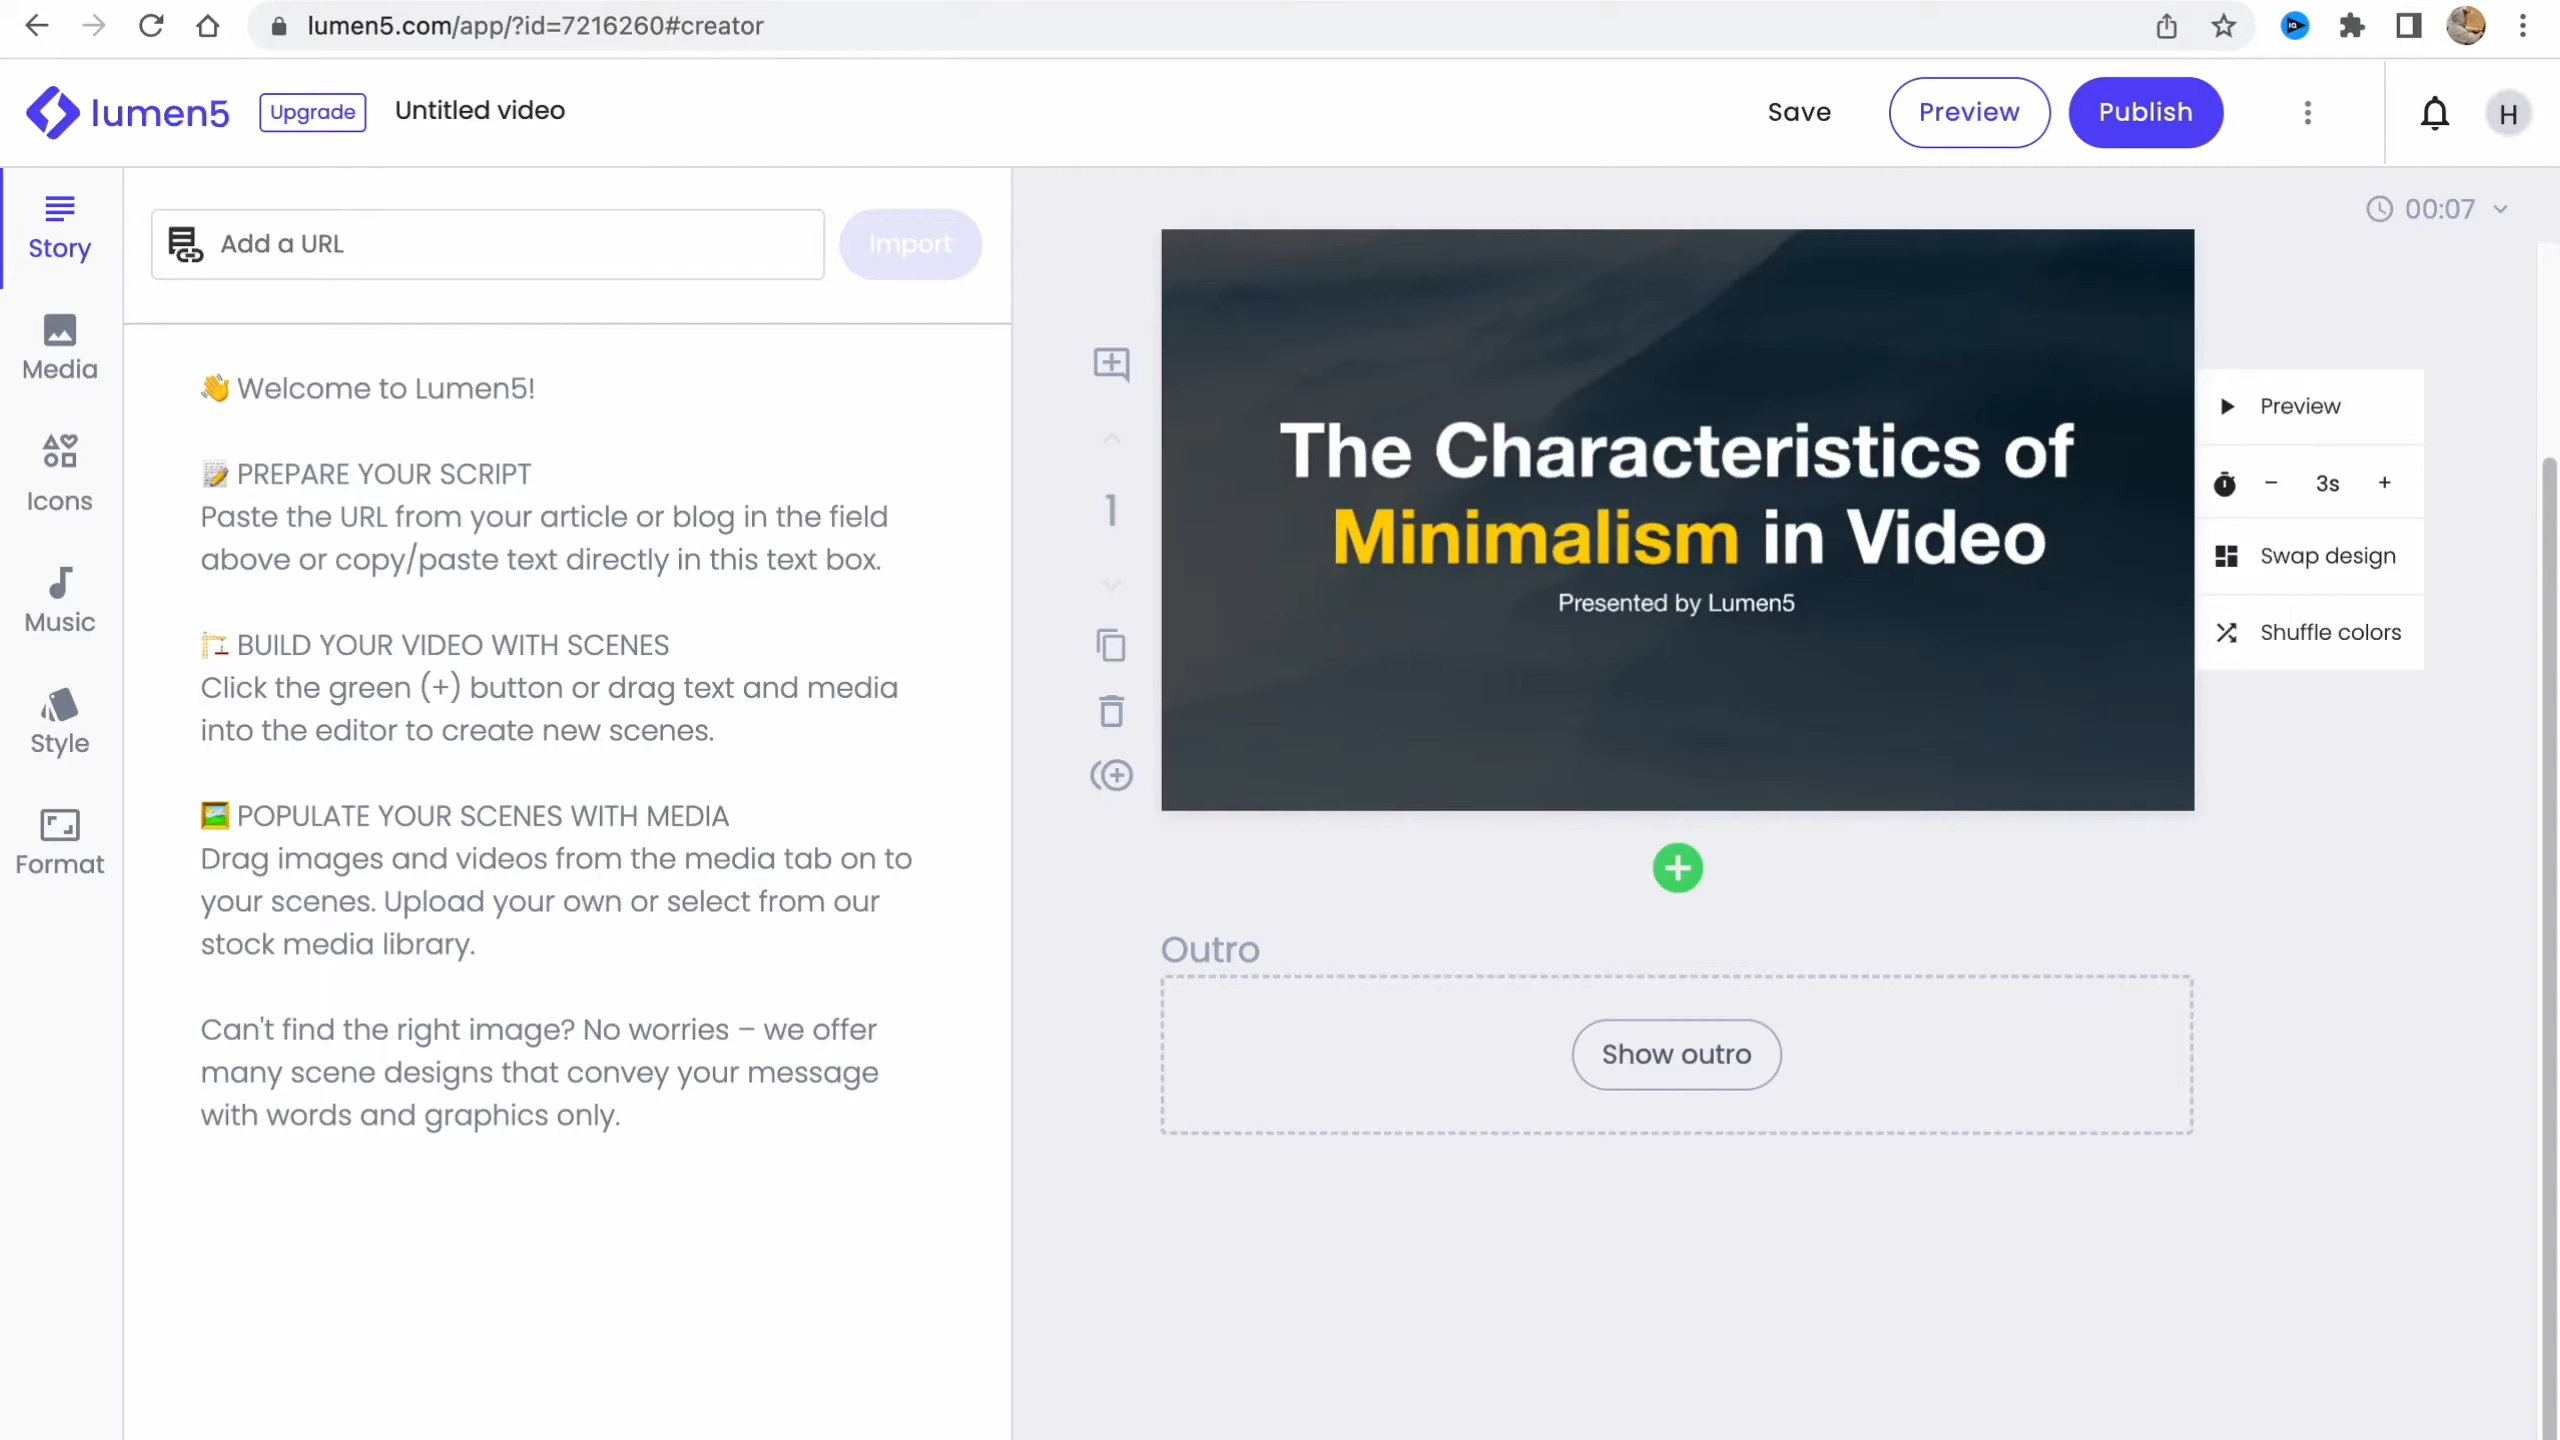 lumen5.com/app/?id=7216260#creator
lumen5
Upgrade
Untitled video
Save
Preview
Publish
H
Story
Media
Icons
Music
Style
Format
Add a URL
Import
👋 Welcome to Lumen5!
📝 PREPARE YOUR SCRIPT
Paste the URL from your article or blog in the field
above or copy/paste text directly in this text box.
🏗️ BUILD YOUR VIDEO WITH SCENES
Click the green (+) button or drag text and media
into the editor to create new scenes.
🖼️ POPULATE YOUR SCENES WITH MEDIA
Drag images and videos from the media tab on to
your scenes. Upload your own or select from our
stock media library.
Can't find the right image? No worries – we offer
many scene designs that convey your message
with words and graphics only.
00:07
1
The Characteristics of
Minimalism in Video
Presented by Lumen5
Preview
− 3s +
Swap design
Shuffle colors
Outro
Show outro